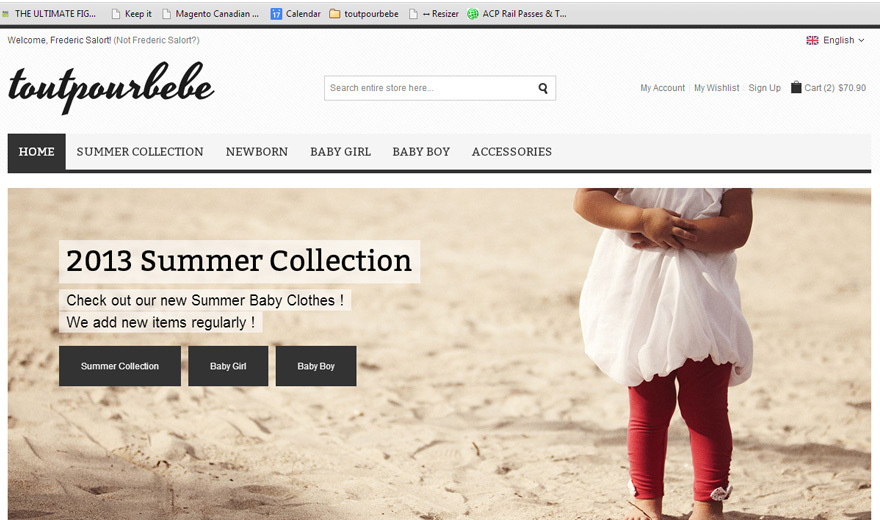 THE ULTIMATE FIG... Keep it Magento Canadian ... 17 Calendar toutpourbebe ↔ Resizer ACP Rail Passes & T...
Welcome, Frederic Salort! (Not Frederic Salort?) English
toutpourbebe
Search entire store here... My Account My Wishlist Sign Up Cart (2) $70.90
HOME SUMMER COLLECTION NEWBORN BABY GIRL BABY BOY ACCESSORIES
2013 Summer Collection
Check out our new Summer Baby Clothes !
We add new items regularly !
Summer Collection Baby Girl Baby Boy